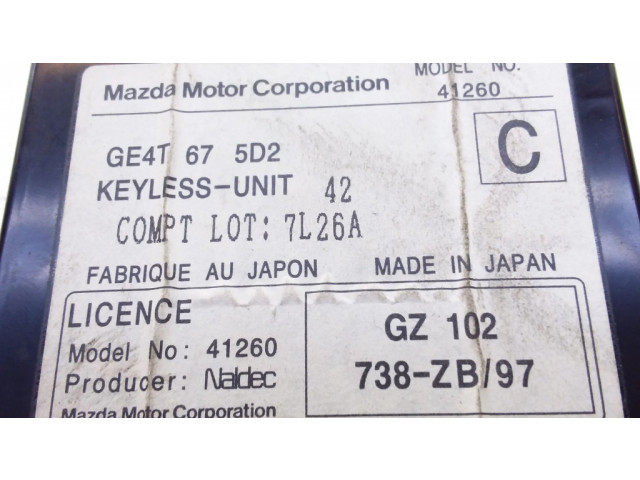 MODEL NO.
Mazda Motor Corporation 41260
GE4T 67 5D2 C
KEYLESS-UNIT 42
COMPT LOT: 7L26A
FABRIQUE AU JAPON MADE IN JAPAN
LICENCE
GZ 102
Model No: 41260
738-ZB/97
Producer: Naldec
Mazda Motor Corporation